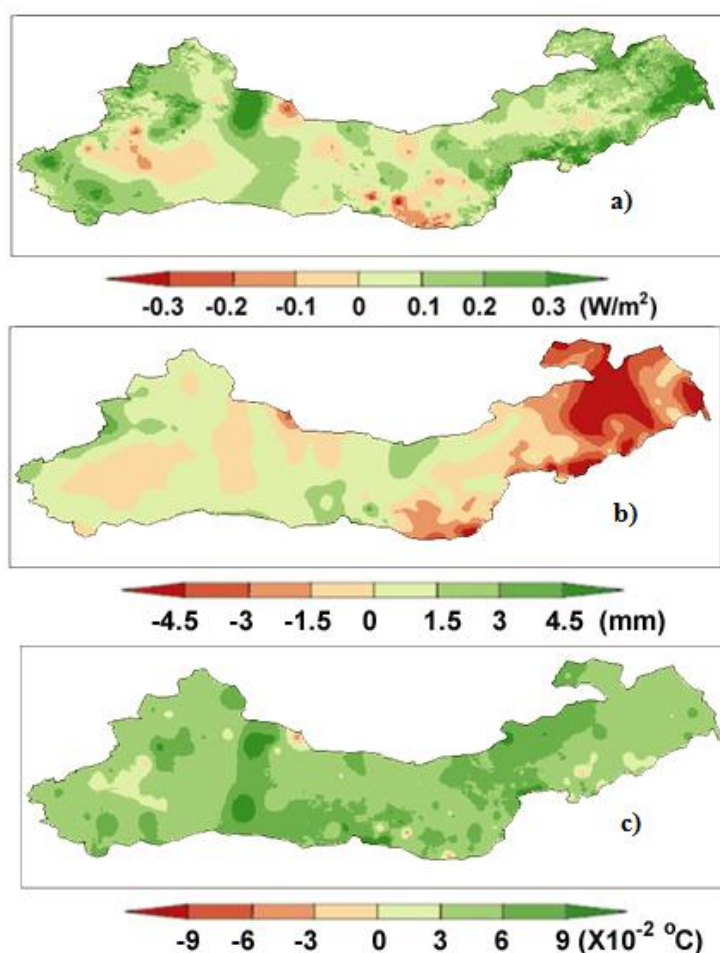 a)
-0.3 -0.2 -0.1 0 0.1 0.2 0.3 (W/m²)
b)
-4.5 -3 -1.5 0 1.5 3 4.5 (mm)
c)
-9 -6 -3 0 3 6 9 (X10⁻² ºC)